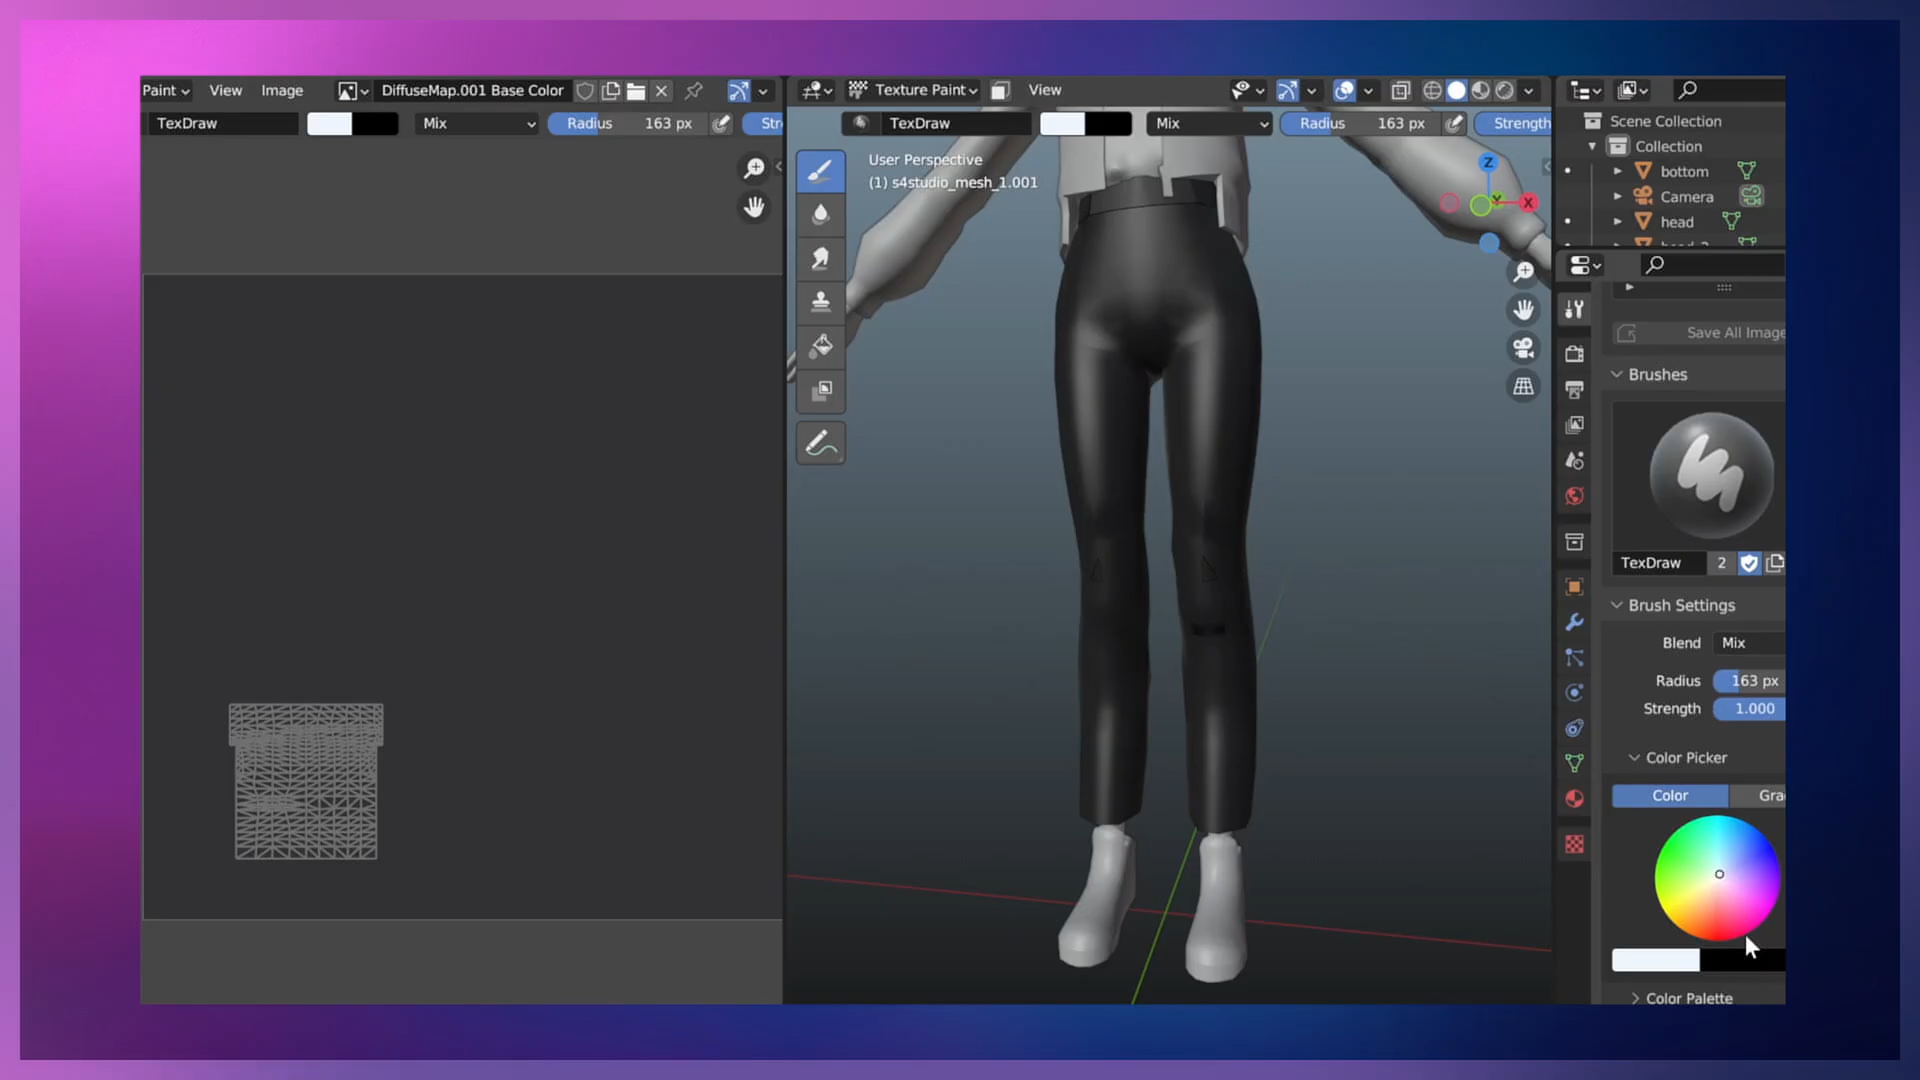 Paint View Image DiffuseMap.001 Base Color
TexDraw Mix Radius 163 px
Texture Paint View
TexDraw Mix Radius 163 px Strength
User Perspective
(1) s4studio_mesh_1.001
Z
Y
X
Scene Collection
Collection
bottom
Camera
head
Save All Image
Brushes
TexDraw 2
Brush Settings
Blend Mix
Radius 163 px
Strength 1.000
Color Picker
Color Gra
Color Palette